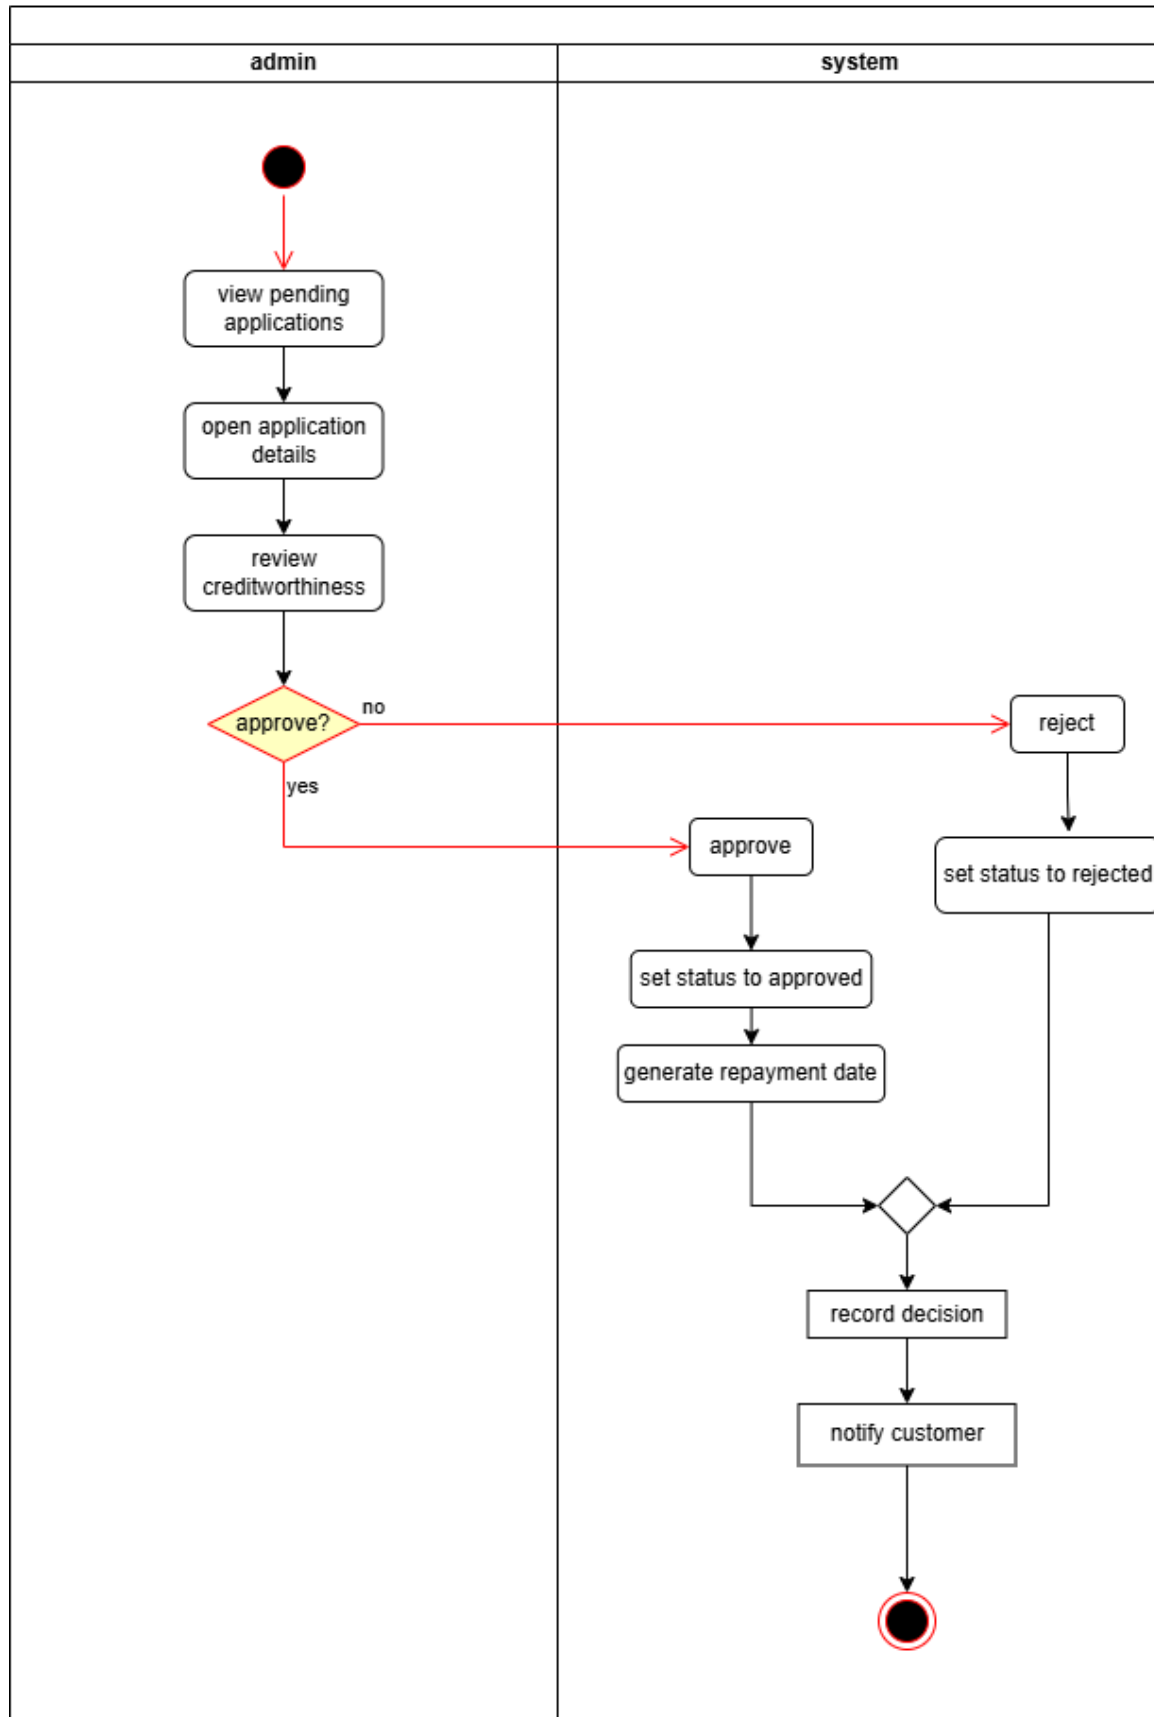 admin
system
view pending
applications
open application
details
review
creditworthiness
approve?
no
reject
yes
approve
set status to rejected
set status to approved
generate repayment date
record decision
notify customer